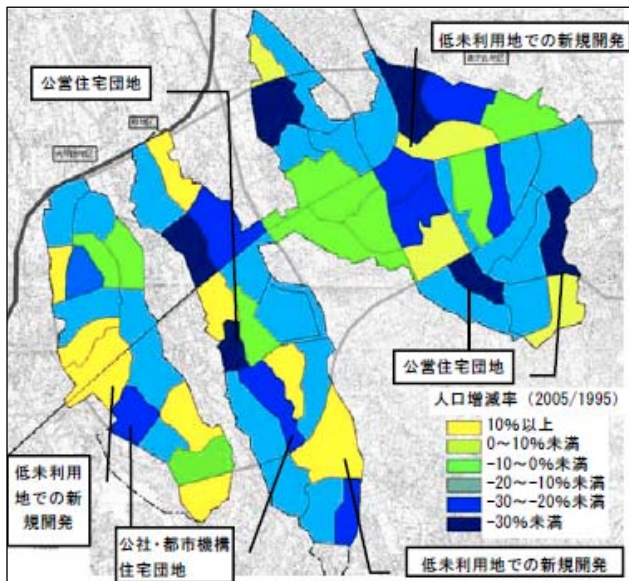 低未利用地での新規開発
公営住宅団地
公営住宅団地
人口増減率 (2005/1995)
10%以上
0～10%未満
-10～0%未満
-20～-10%未満
-30～-20%未満
-30%未満
低未利用
地での新
規開発
公社・都市機構
住宅団地
低未利用地での新規開発